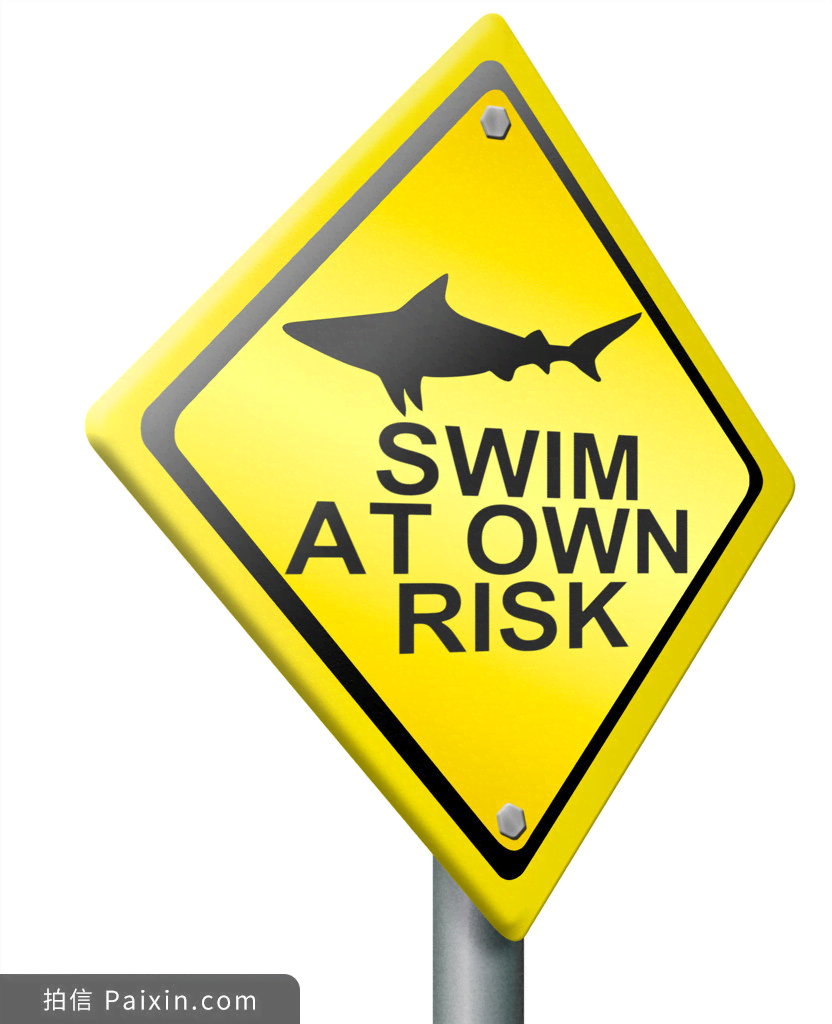 SWIM
AT OWN
RISK
拍信 Paixin.com